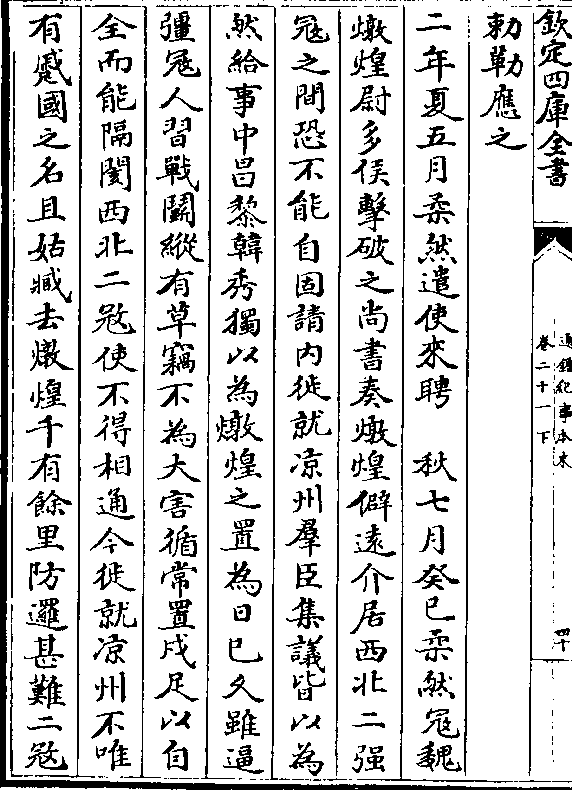 欽定四庫全書
通鑑紀事本末
卷二十一下
四十
勅勒應之
二年夏五月柔然遣使來聘　秋七月癸巳柔然冦魏
燉煌尉多侯擊破之尚書奏燉煌僻遠介居西北二强
冦之間恐不能自固請内徙就凉州羣臣集議皆以為
然給事中昌黎韓秀獨以為燉煌之置為日已久雖逼
彊冦人習戰鬭縱有草竊不為大害循常置戍足以自
全而能隔閡西北二冦使不得相通今徙就凉州不唯
有蹙國之名且姑臧去燉煌千有餘里防邏甚難二冦